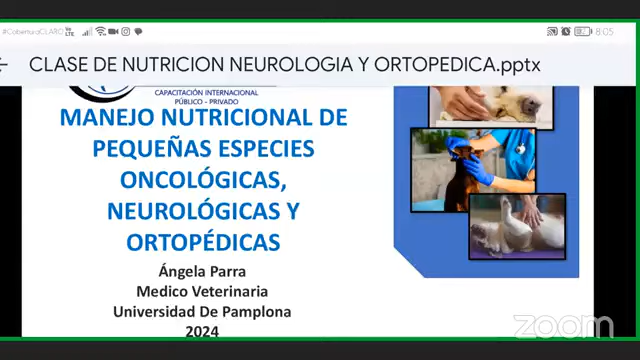 #CoberturaCLARO
8:05
CLASE DE NUTRICION NEUROLOGIA Y ORTOPEDICA.pptx
CAPACITACIÓN INTERNACIONAL
PÚBLICO - PRIVADO
MANEJO NUTRICIONAL DE
PEQUEÑAS ESPECIES
ONCOLÓGICAS,
NEUROLÓGICAS Y
ORTOPÉDICAS
Ángela Parra
Medico Veterinaria
Universidad De Pamplona
2024
zoom